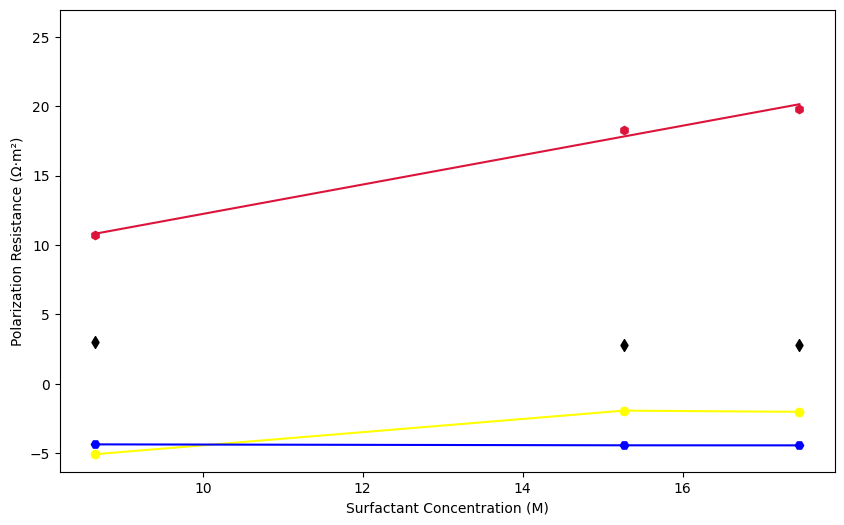 25
20
15
10
5
0
−5
10 12 14 16
Surfactant Concentration (M)
Polarization Resistance (Ω·m²)